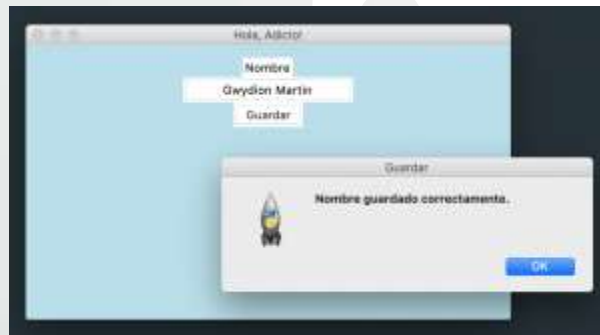 Hola, Adicto!
Nombre
Gwydion Martin
Guardar
Guardar
Nombre guardado correctamente.
OK